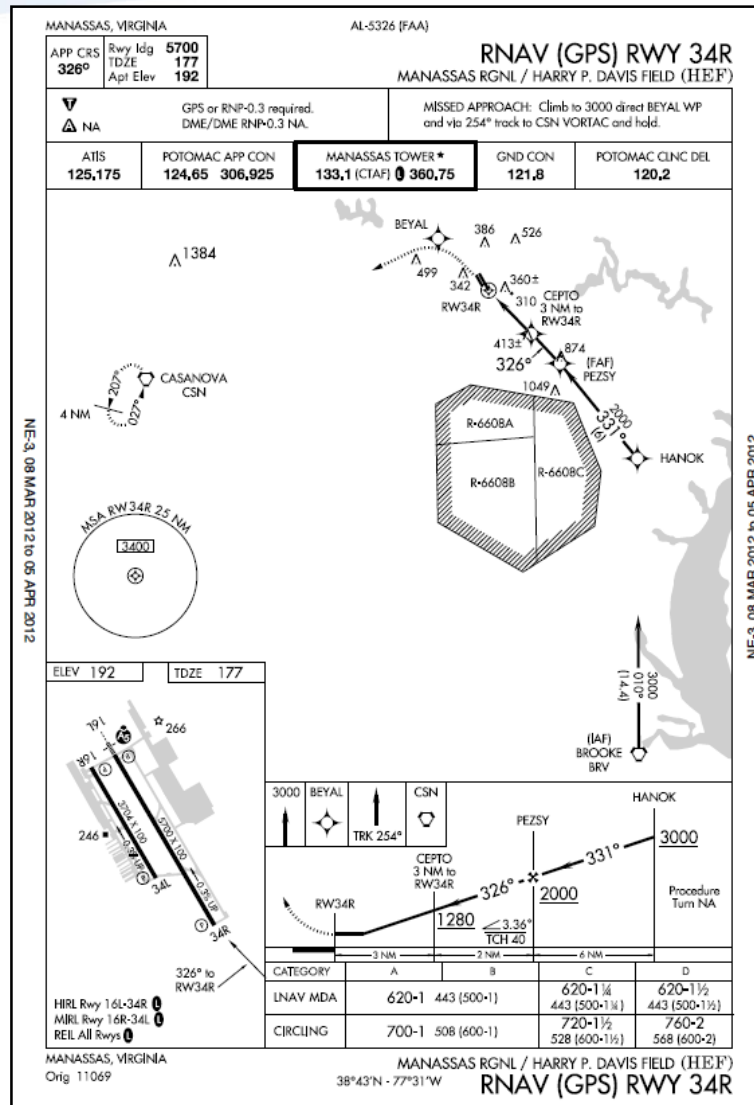 MANASSAS, VIRGINIA
AL-5326 (FAA)
APP CRS
326°
Rwy Idg 5700
TDZE 177
Apt Elev 192
RNAV (GPS) RWY 34R
MANASSAS RGNL / HARRY P. DAVIS FIELD (HEF)
T
A NA
GPS or RNP-0.3 required.
DME/DME RNP-0.3 NA.
MISSED APPROACH: Climb to 3000 direct BEYAL WP
and via 254° track to CSN VORTAC and hold.
ATIS
125.175
POTOMAC APP CON
124.65 306.925
MANASSAS TOWER★
133.1 (CTAF) L 360.75
GND CON
121.8
POTOMAC CLNC DEL
120.2
1384
BEYAL
386
526
499
342
360±
310
RW34R
CEPTO
3 NM to
RW34R
413±
326°
874
(FAF)
PEZSY
1049
2000
331°
(6)
HANOK
207°
027°
4 NM
CASANOVA
CSN
R-6608A
R-6608B
R-6608C
MSA RW34R 25 NM
3400
3000
010°
(14.4)
(IAF)
BROOKE
BRV
NE-3, 08 MAR 2012 to 05 APR 2012
NE-3, 08 MAR 2012 to 05 APR 2012
ELEV 192
TDZE 177
16L
16R
A5
266
246
3704 X 100
5700 X 100
0.3% UP
0.3% UP
34L
34R
326° to
RW34R
HIRL Rwy 16L-34R L
MIRL Rwy 16R-34L L
REIL All Rwys L
3000
BEYAL
TRK 254°
CSN
HANOK
PEZSY
CEPTO
3 NM to
RW34R
RW34R
3000
331°
326°
2000
1280
3.36°
TCH 40
Procedure
Turn NA
3 NM
2 NM
6 NM
CATEGORY A B C D
LNAV MDA 620-1 443 (500-1) 620-1¼ 443 (500-1¼) 620-1½ 443 (500-1½)
CIRCLING 700-1 508 (600-1) 720-1½ 528 (600-1½) 760-2 568 (600-2)
MANASSAS, VIRGINIA
Orig 11069
38°43'N - 77°31'W
MANASSAS RGNL / HARRY P. DAVIS FIELD (HEF)
RNAV (GPS) RWY 34R